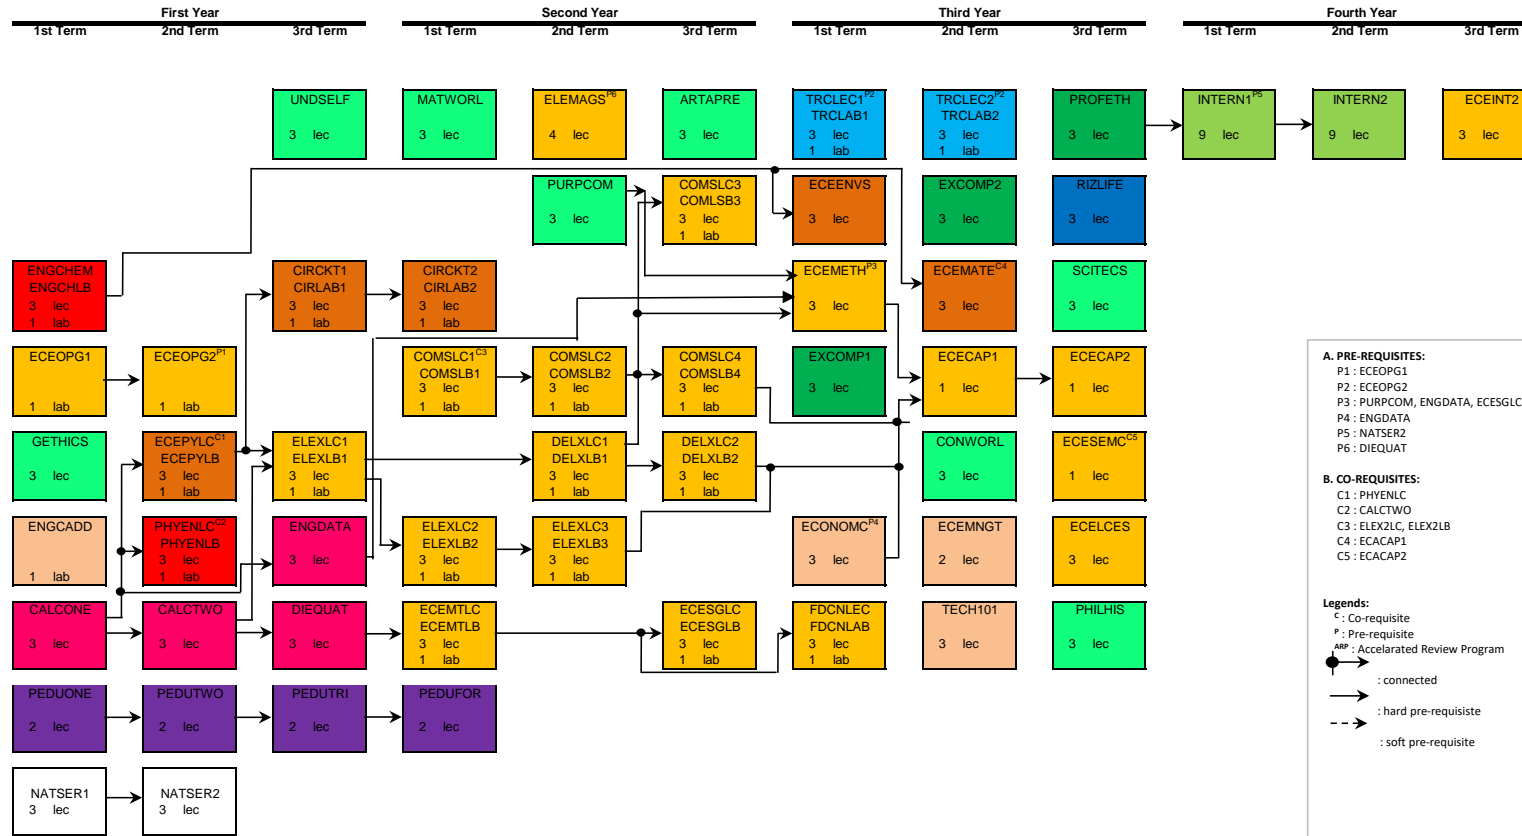 First Year
Second Year
Third Year
Fourth Year
1st Term
2nd Term
3rd Term
1st Term
2nd Term
3rd Term
1st Term
2nd Term
3rd Term
1st Term
2nd Term
3rd Term
UNDSELF
3 lec
MATWORL
3 lec
ELEMAGS P6
4 lec
ARTAPRE
3 lec
TRCLEC1 P2
TRCLAB1
3 lec
1 lab
TRCLEC2 P2
TRCLAB2
3 lec
1 lab
PROFETH
3 lec
INTERN1 P5
9 lec
INTERN2
9 lec
ECEINT2
3 lec
PURPCOM
3 lec
COMSLC3
COMLSB3
3 lec
1 lab
ECEENVS
3 lec
EXCOMP2
3 lec
RIZLIFE
3 lec
ENGCHEM
ENGCHLB
3 lec
1 lab
CIRCKT1
CIRLAB1
3 lec
1 lab
CIRCKT2
CIRLAB2
3 lec
1 lab
ECEMETH P3
3 lec
ECEMATE C4
3 lec
SCITECS
3 lec
ECEOPG1
1 lab
ECEOPG2 P1
1 lab
COMSLC1 C3
COMSLB1
3 lec
1 lab
COMSLC2
COMSLB2
3 lec
1 lab
COMSLC4
COMSLB4
3 lec
1 lab
EXCOMP1
3 lec
ECECAP1
1 lec
ECECAP2
1 lec
GETHICS
3 lec
ECEPYLC C1
ECEPYLB
3 lec
1 lab
ELEXLC1
ELEXLB1
3 lec
1 lab
DELXLC1
DELXLB1
3 lec
1 lab
DELXLC2
DELXLB2
3 lec
1 lab
CONWORL
3 lec
ECESEMC C5
1 lec
ENGCADD
1 lab
PHYENLC C2
PHYENLB
3 lec
1 lab
ENGDATA
3 lec
ELEXLC2
ELEXLB2
3 lec
1 lab
ELEXLC3
ELEXLB3
3 lec
1 lab
ECONOMC P4
3 lec
ECEMNGT
2 lec
ECELCES
3 lec
CALCONE
3 lec
CALCTWO
3 lec
DIEQUAT
3 lec
ECEMTLC
ECEMTLB
3 lec
1 lab
ECESGLC
ECESGLB
3 lec
1 lab
FDCNLEC
FDCNLAB
3 lec
1 lab
TECH101
3 lec
PHILHIS
3 lec
PEDUONE
2 lec
PEDUTWO
2 lec
PEDUTRI
2 lec
PEDUFOR
2 lec
NATSER1
3 lec
NATSER2
3 lec
A. PRE-REQUISITES:
P1 : ECEOPG1
P2 : ECEOPG2
P3 : PURPCOM, ENGDATA, ECESGLC
P4 : ENGDATA
P5 : NATSER2
P6 : DIEQUAT
B. CO-REQUISITES:
C1 : PHYENLC
C2 : CALCTWO
C3 : ELEX2LC, ELEX2LB
C4 : ECACAP1
C5 : ECACAP2
Legends:
C : Co-requisite
P : Pre-requisite
ARP : Accelarated Review Program
: connected
: hard pre-requisiste
: soft pre-requisite